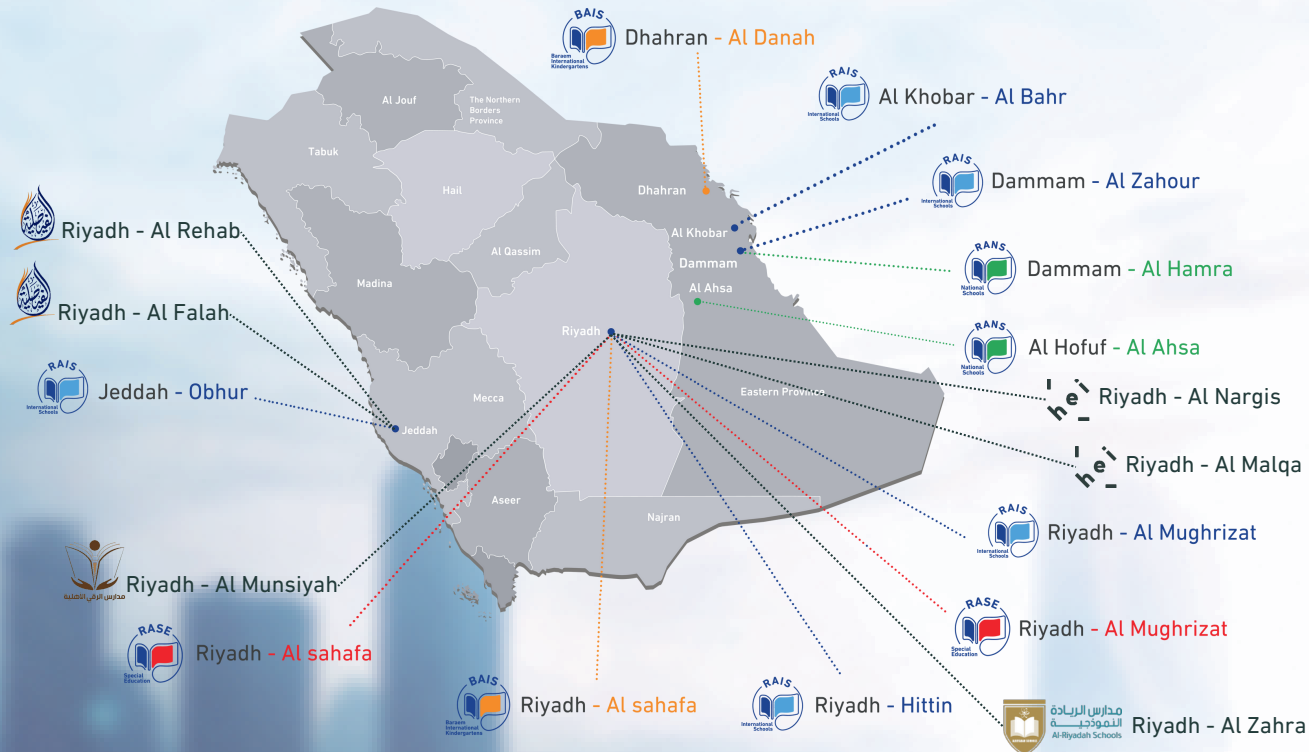 BAIS
Baraem
International
Kindergartens
Dhahran - Al Danah
RAIS
International
Schools
Al Khobar - Al Bahr
RAIS
International
Schools
Dammam - Al Zahour
RANS
National
Schools
Dammam - Al Hamra
RANS
National
Schools
Al Hofuf - Al Ahsa
hei
Riyadh - Al Nargis
hei
Riyadh - Al Malqa
RAIS
International
Schools
Riyadh - Al Mughrizat
RASE
Special
Education
Riyadh - Al Mughrizat
مدارس الريادة
النموذجية
Al-Riyadah Schools
Riyadh - Al Zahra
RAIS
International
Schools
Riyadh - Hittin
BAIS
Baraem
International
Kindergartens
Riyadh - Al sahafa
RASE
Special
Education
Riyadh - Al sahafa
مدارس الرقي الأهلية
Riyadh - Al Munsiyah
RAIS
International
Schools
Jeddah - Obhur
Riyadh - Al Falah
Riyadh - Al Rehab
Al Jouf
The Northern
Borders
Province
Tabuk
Hail
Dhahran
Al Khobar
Dammam
Al Ahsa
Al Qassim
Madina
Riyadh
Eastern Province
Mecca
Jeddah
Aseer
Najran